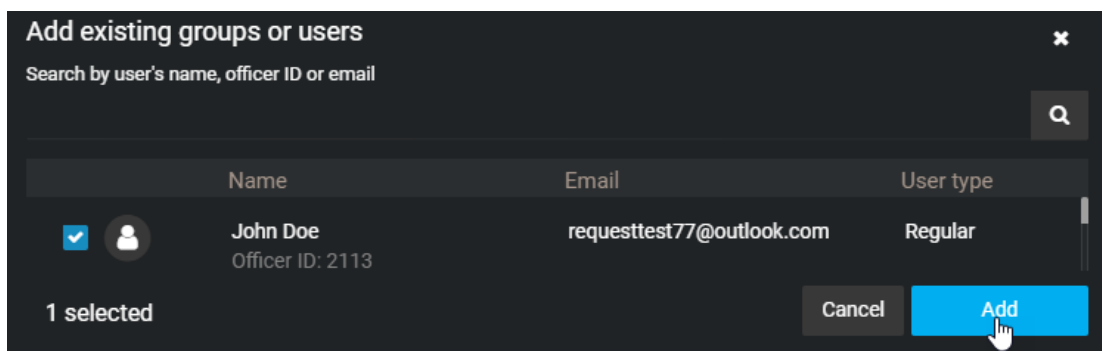 Add existing groups or users
Search by user's name, officer ID or email
Name Email User type
John Doe requesttest77@outlook.com Regular
Officer ID: 2113
1 selected Cancel Add